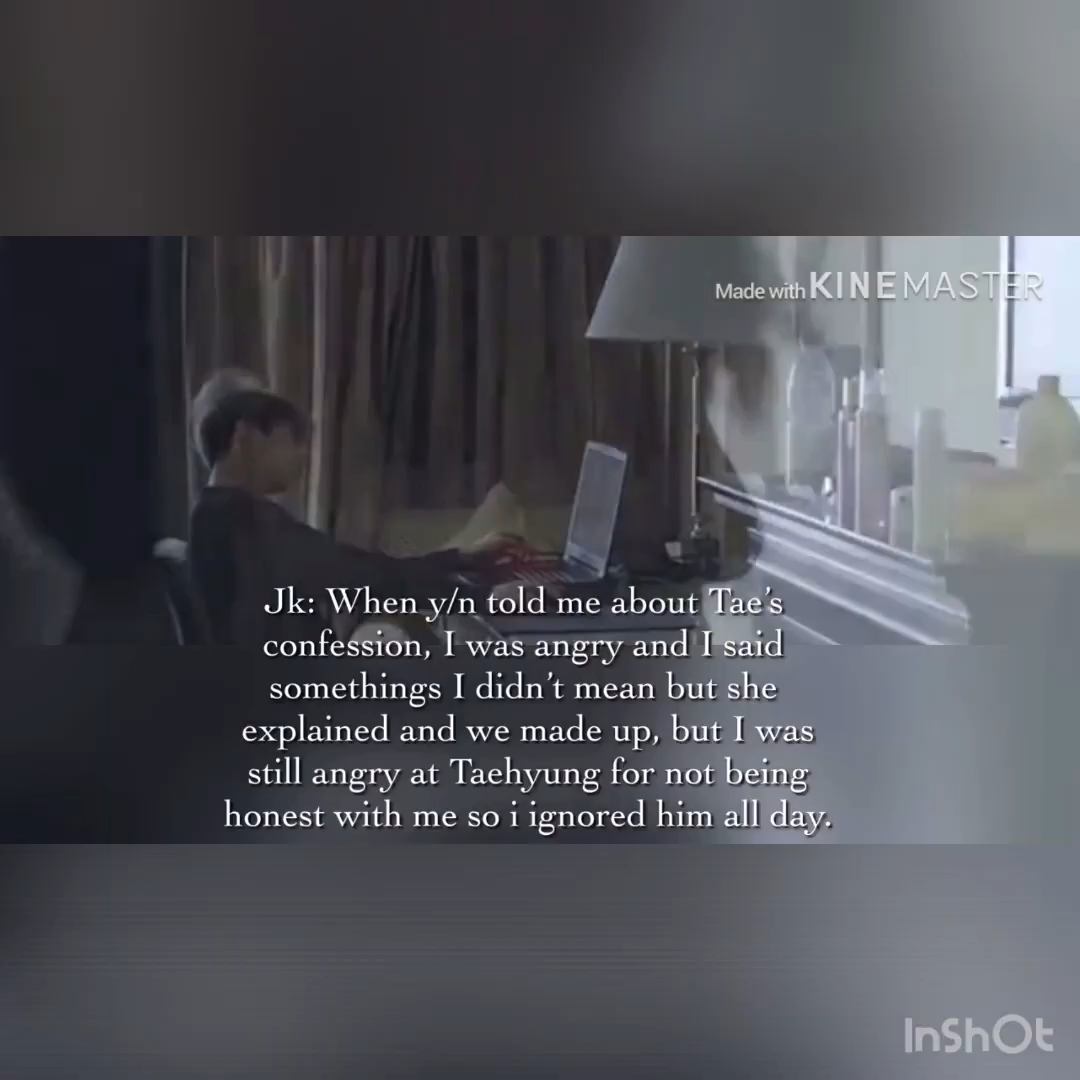 Made with KINEMASTER
Jk: When y/n told me about Tae's
confession, I was angry and I said
somethings I didn't mean but she
explained and we made up, but I was
still angry at Taehyung for not being
honest with me so i ignored him all day.
InShOt